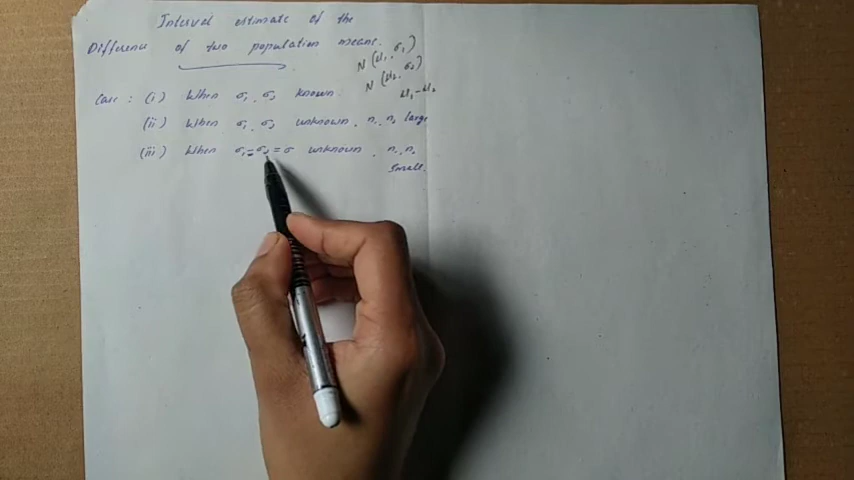 Interval estimate of the
Difference of two population means.
N (μ₁, σ₁)
N (μ₂, σ₂)
μ₁ - μ₂
Case : (i) When σ₁, σ₂ known.
(ii) When σ₁, σ₂ unknown, n₁, n₂ large
(iii) When σ₁ = σ₂ = σ unknown, n₁, n₂
small.